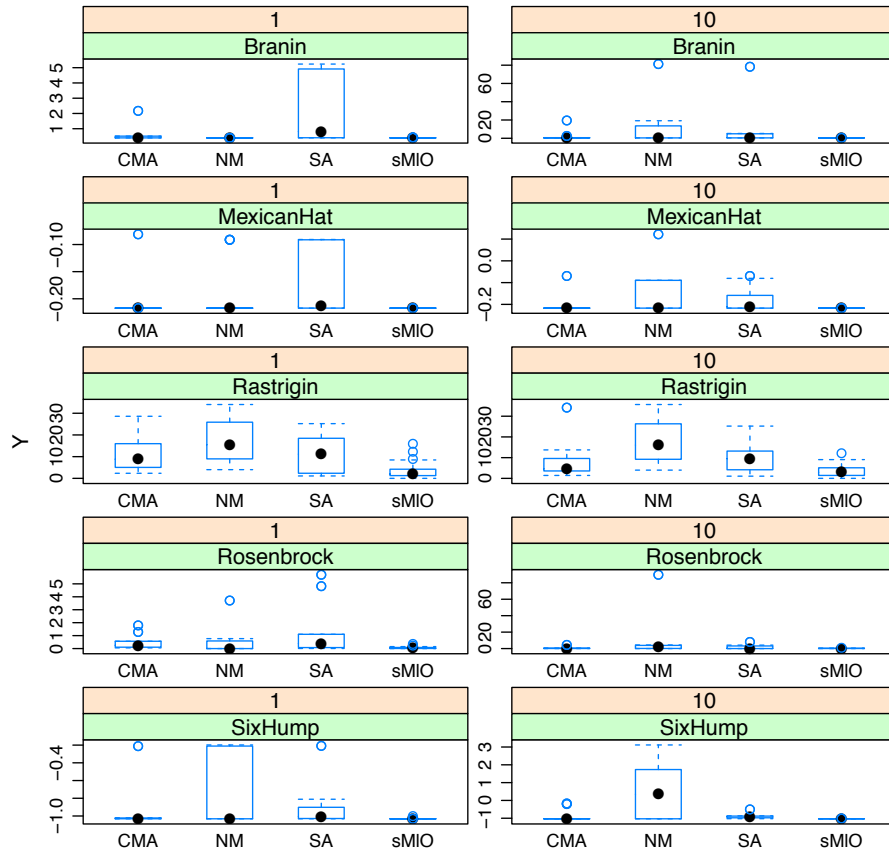 1
Branin
1 2 3 4 5
CMA NM SA sMIO
10
Branin
0 20 60
CMA NM SA sMIO
1
MexicanHat
−0.20 −0.10
CMA NM SA sMIO
10
MexicanHat
−0.2 0.0
CMA NM SA sMIO
Y
1
Rastrigin
0 10 20 30
CMA NM SA sMIO
10
Rastrigin
0 10 20 30
CMA NM SA sMIO
1
Rosenbrock
0 1 2 3 4 5
CMA NM SA sMIO
10
Rosenbrock
0 20 60
CMA NM SA sMIO
1
SixHump
−1.0 −0.4
CMA NM SA sMIO
10
SixHump
−1 0 1 2 3
CMA NM SA sMIO